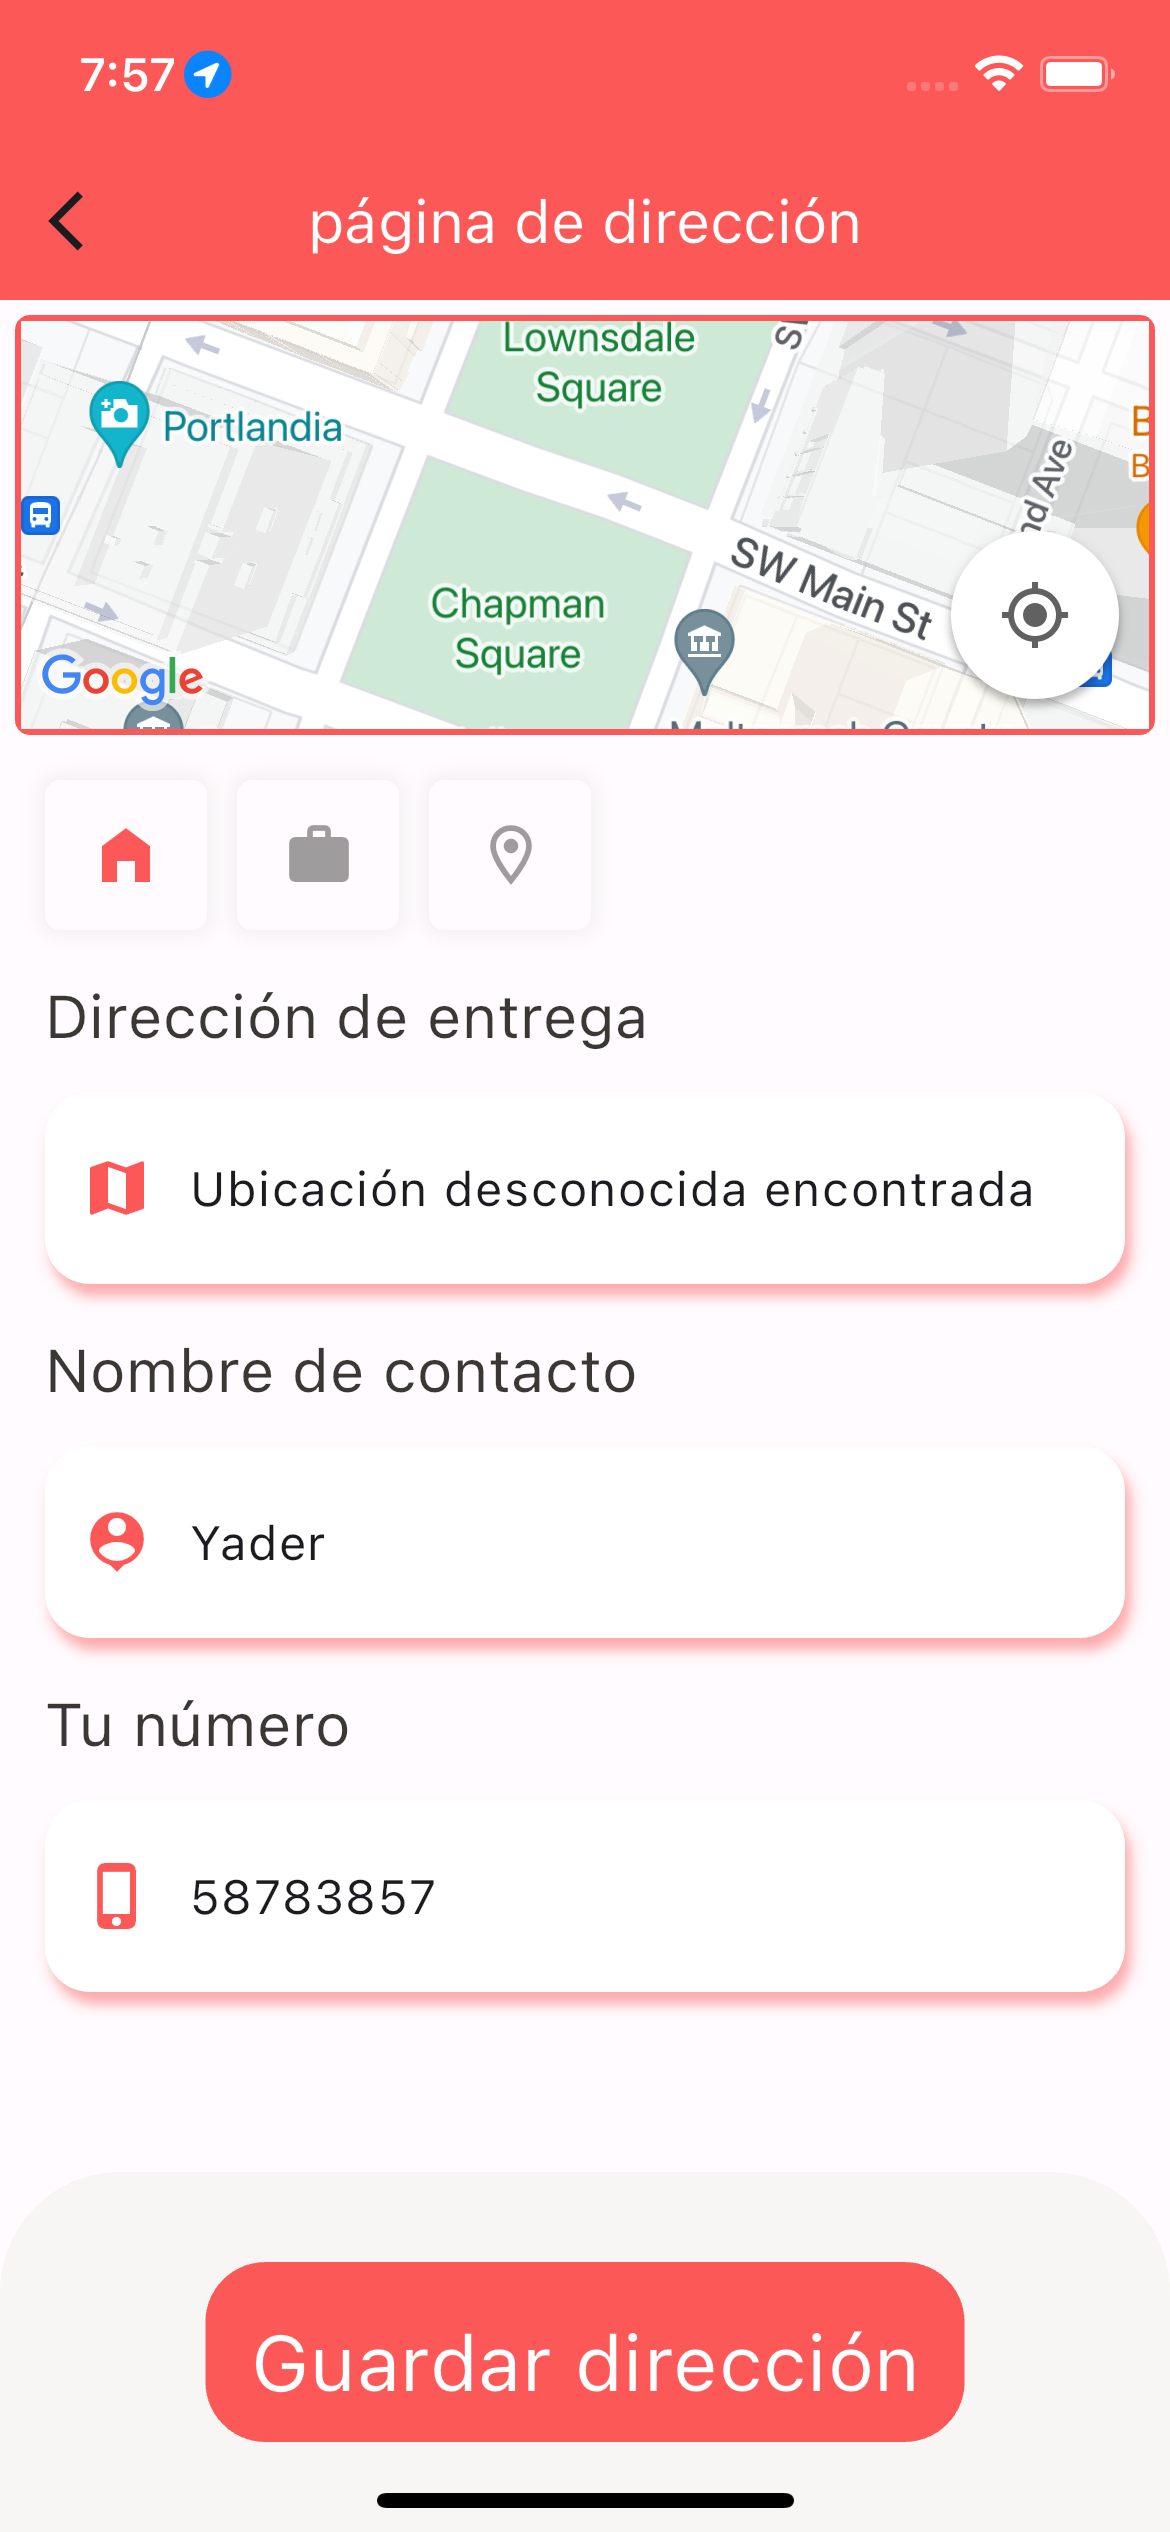 7:57
página de dirección
Lownsdale
Square
Portlandia
nd Ave
SW Main St
Chapman
Square
Google
Dirección de entrega
Ubicación desconocida encontrada
Nombre de contacto
Yader
Tu número
58783857
Guardar dirección